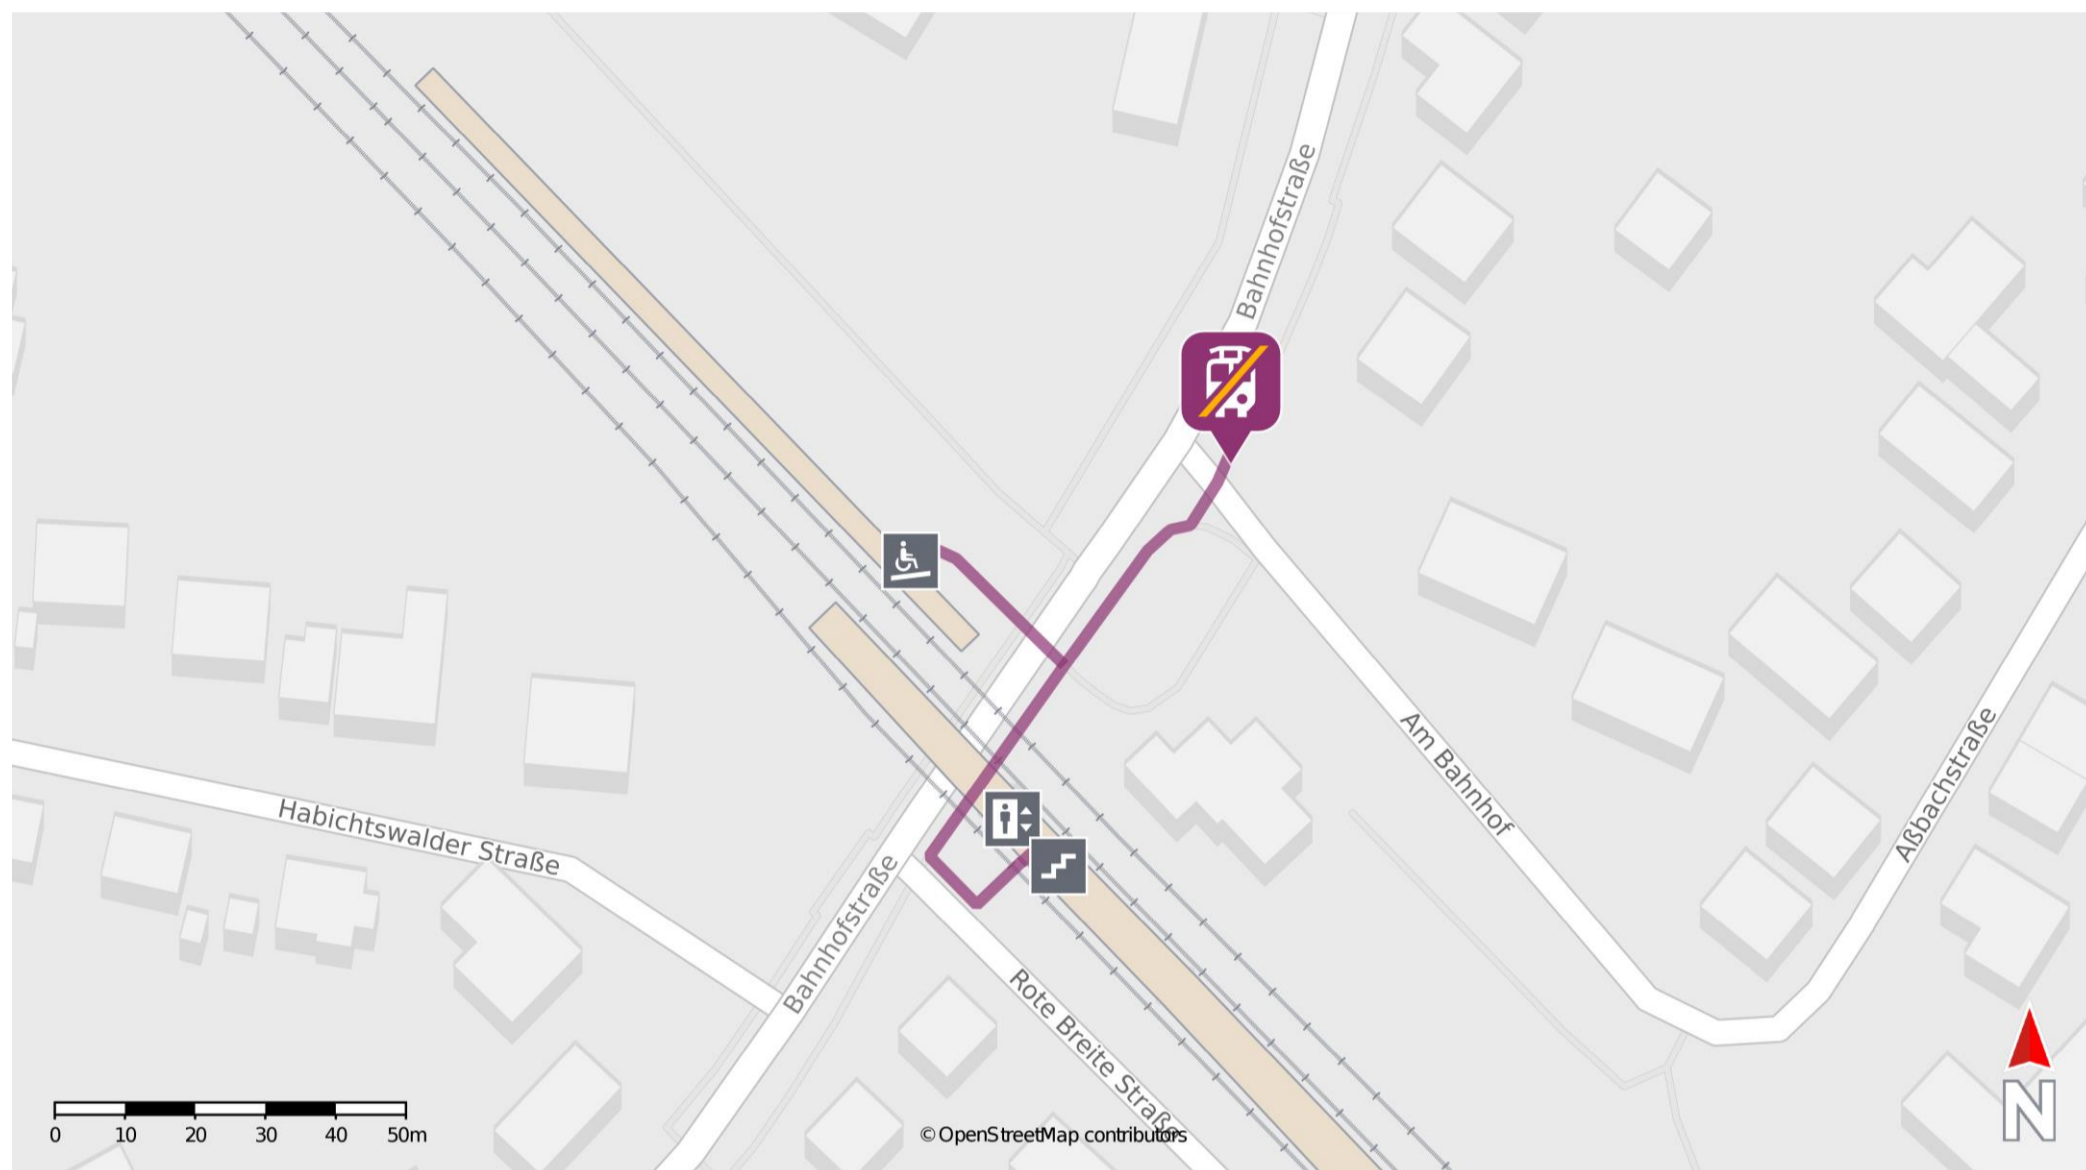 Bahnhofstraße
Am Bahnhof
Aßbachstraße
Habichtswalder Straße
Bahnhofstraße
Rote Breite Straße
0 10 20 30 40 50m
© OpenStreetMap contributors
N